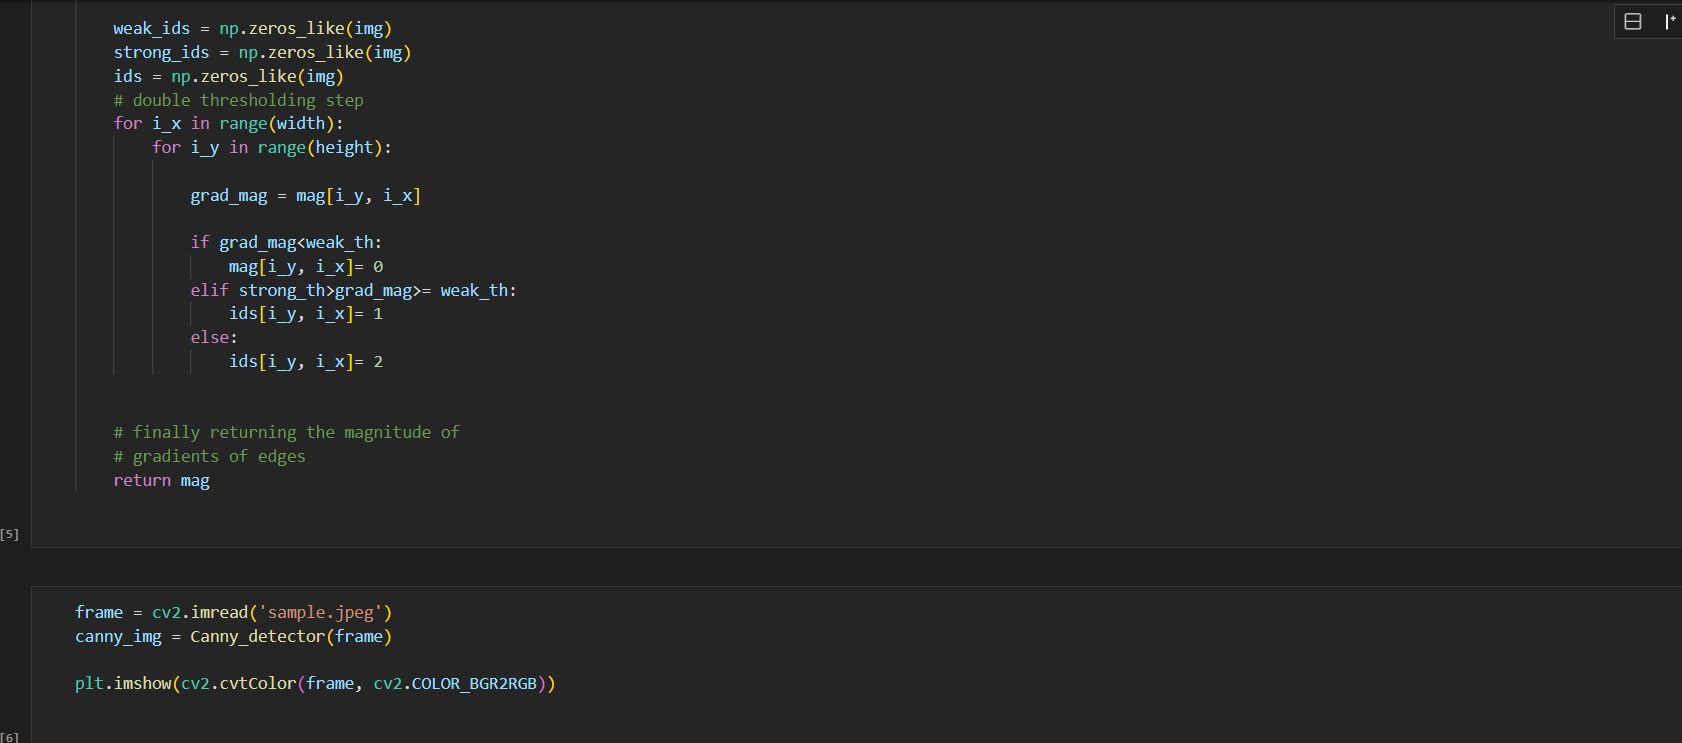 weak_ids = np.zeros_like(img)
strong_ids = np.zeros_like(img)
ids = np.zeros_like(img)
# double thresholding step
for i_x in range(width):
for i_y in range(height):
grad_mag = mag[i_y, i_x]
if grad_mag<weak_th:
mag[i_y, i_x]= 0
elif strong_th>grad_mag>= weak_th:
ids[i_y, i_x]= 1
else:
ids[i_y, i_x]= 2
# finally returning the magnitude of
# gradients of edges
return mag
[5]
frame = cv2.imread('sample.jpeg')
canny_img = Canny_detector(frame)
plt.imshow(cv2.cvtColor(frame, cv2.COLOR_BGR2RGB))
[6]